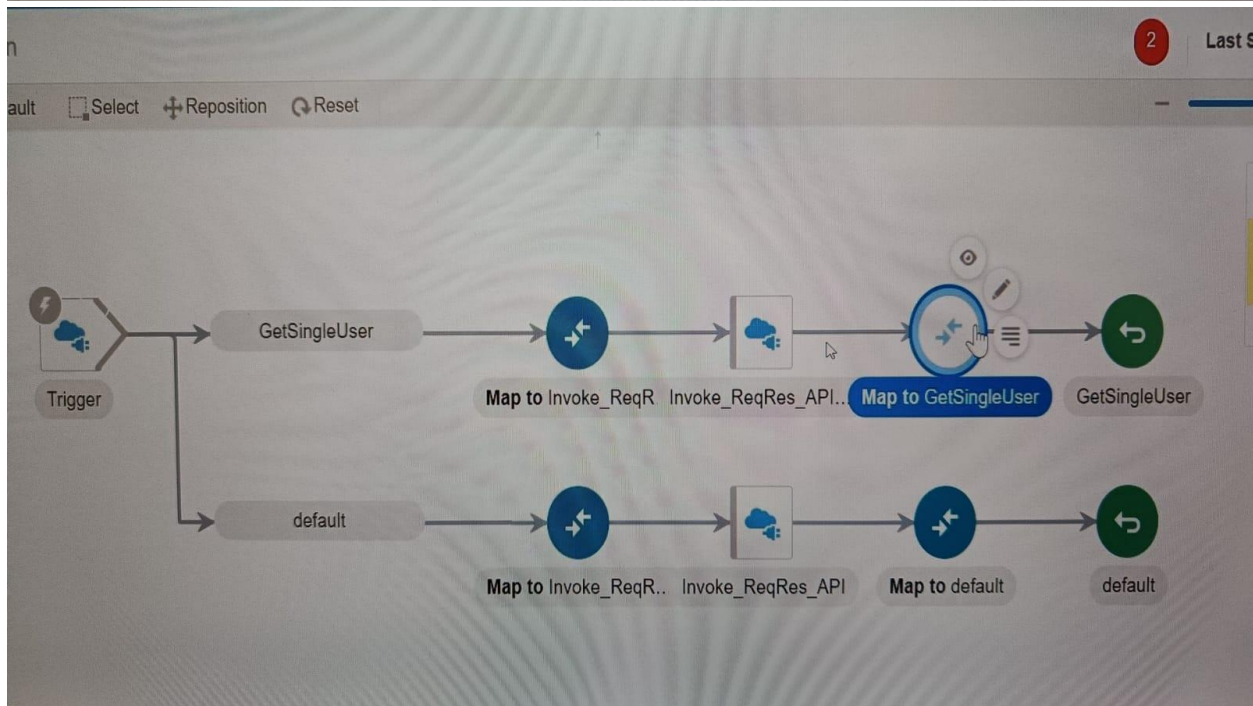 n
2
Last S
ault
Select
Reposition
Reset
GetSingleUser
Trigger
Map to Invoke_ReqR
Invoke_ReqRes_API..
Map to GetSingleUser
GetSingleUser
default
Map to Invoke_ReqR..
Invoke_ReqRes_API
Map to default
default